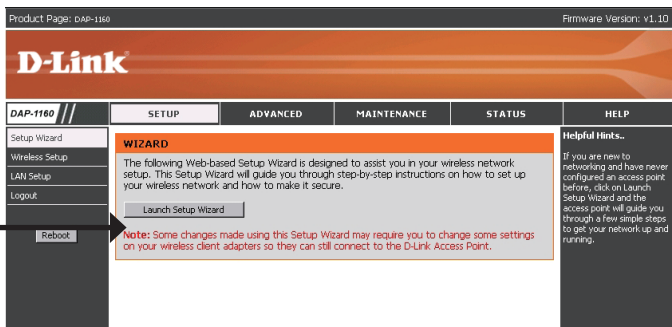 Product Page: DAP-1160 Firmware Version: v1.10
D-Link
DAP-1160 // SETUP ADVANCED MAINTENANCE STATUS HELP
Setup Wizard
Wireless Setup
LAN Setup
Logout
Reboot
WIZARD
The following Web-based Setup Wizard is designed to assist you in your wireless network
setup. This Setup Wizard will guide you through step-by-step instructions on how to set up
your wireless network and how to make it secure.
Launch Setup Wizard
Note: Some changes made using this Setup Wizard may require you to change some settings
on your wireless client adapters so they can still connect to the D-Link Access Point.
Helpful Hints..
If you are new to
networking and have never
configured an access point
before, click on Launch
Setup Wizard and the
access point will guide you
through a few simple steps
to get your network up and
running.